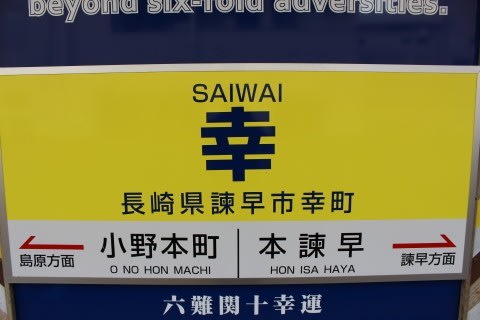 beyond six-fold adversities.
SAIWAI
幸
長崎県諫早市幸町
島原方面
小野本町
O NO HON MACHI
本諫早
HON ISA HAYA
諫早方面
六難関十幸運